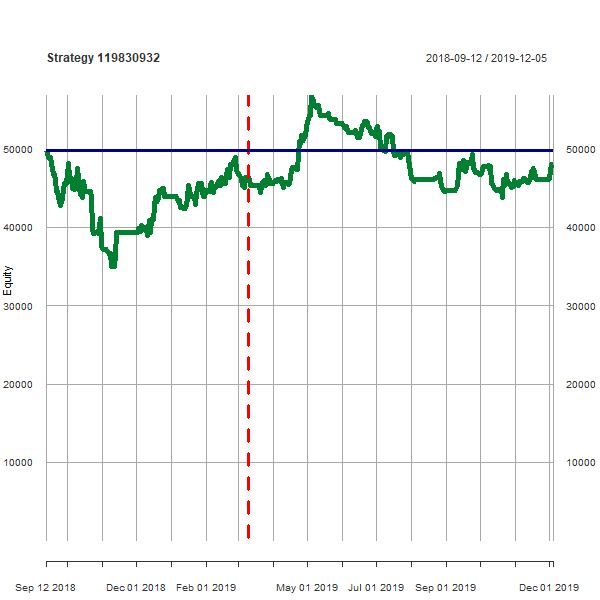 Strategy 119830932
2018-09-12 / 2019-12-05
Equity
50000
50000
40000
40000
30000
30000
20000
20000
10000
10000
Sep 12 2018
Dec 01 2018
Feb 01 2019
May 01 2019
Jul 01 2019
Sep 01 2019
Dec 01 2019